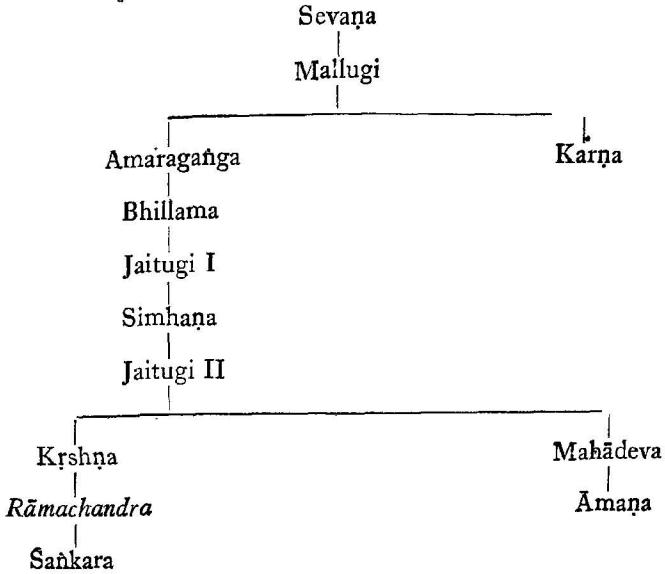 Sevaṇa
Mallugi
Amaragaṅga Karṇa
Bhillama
Jaitugi I
Simhaṇa
Jaitugi II
Kṛshṇa Mahādeva
Rāmachandra Āmaṇa
Śaṅkara